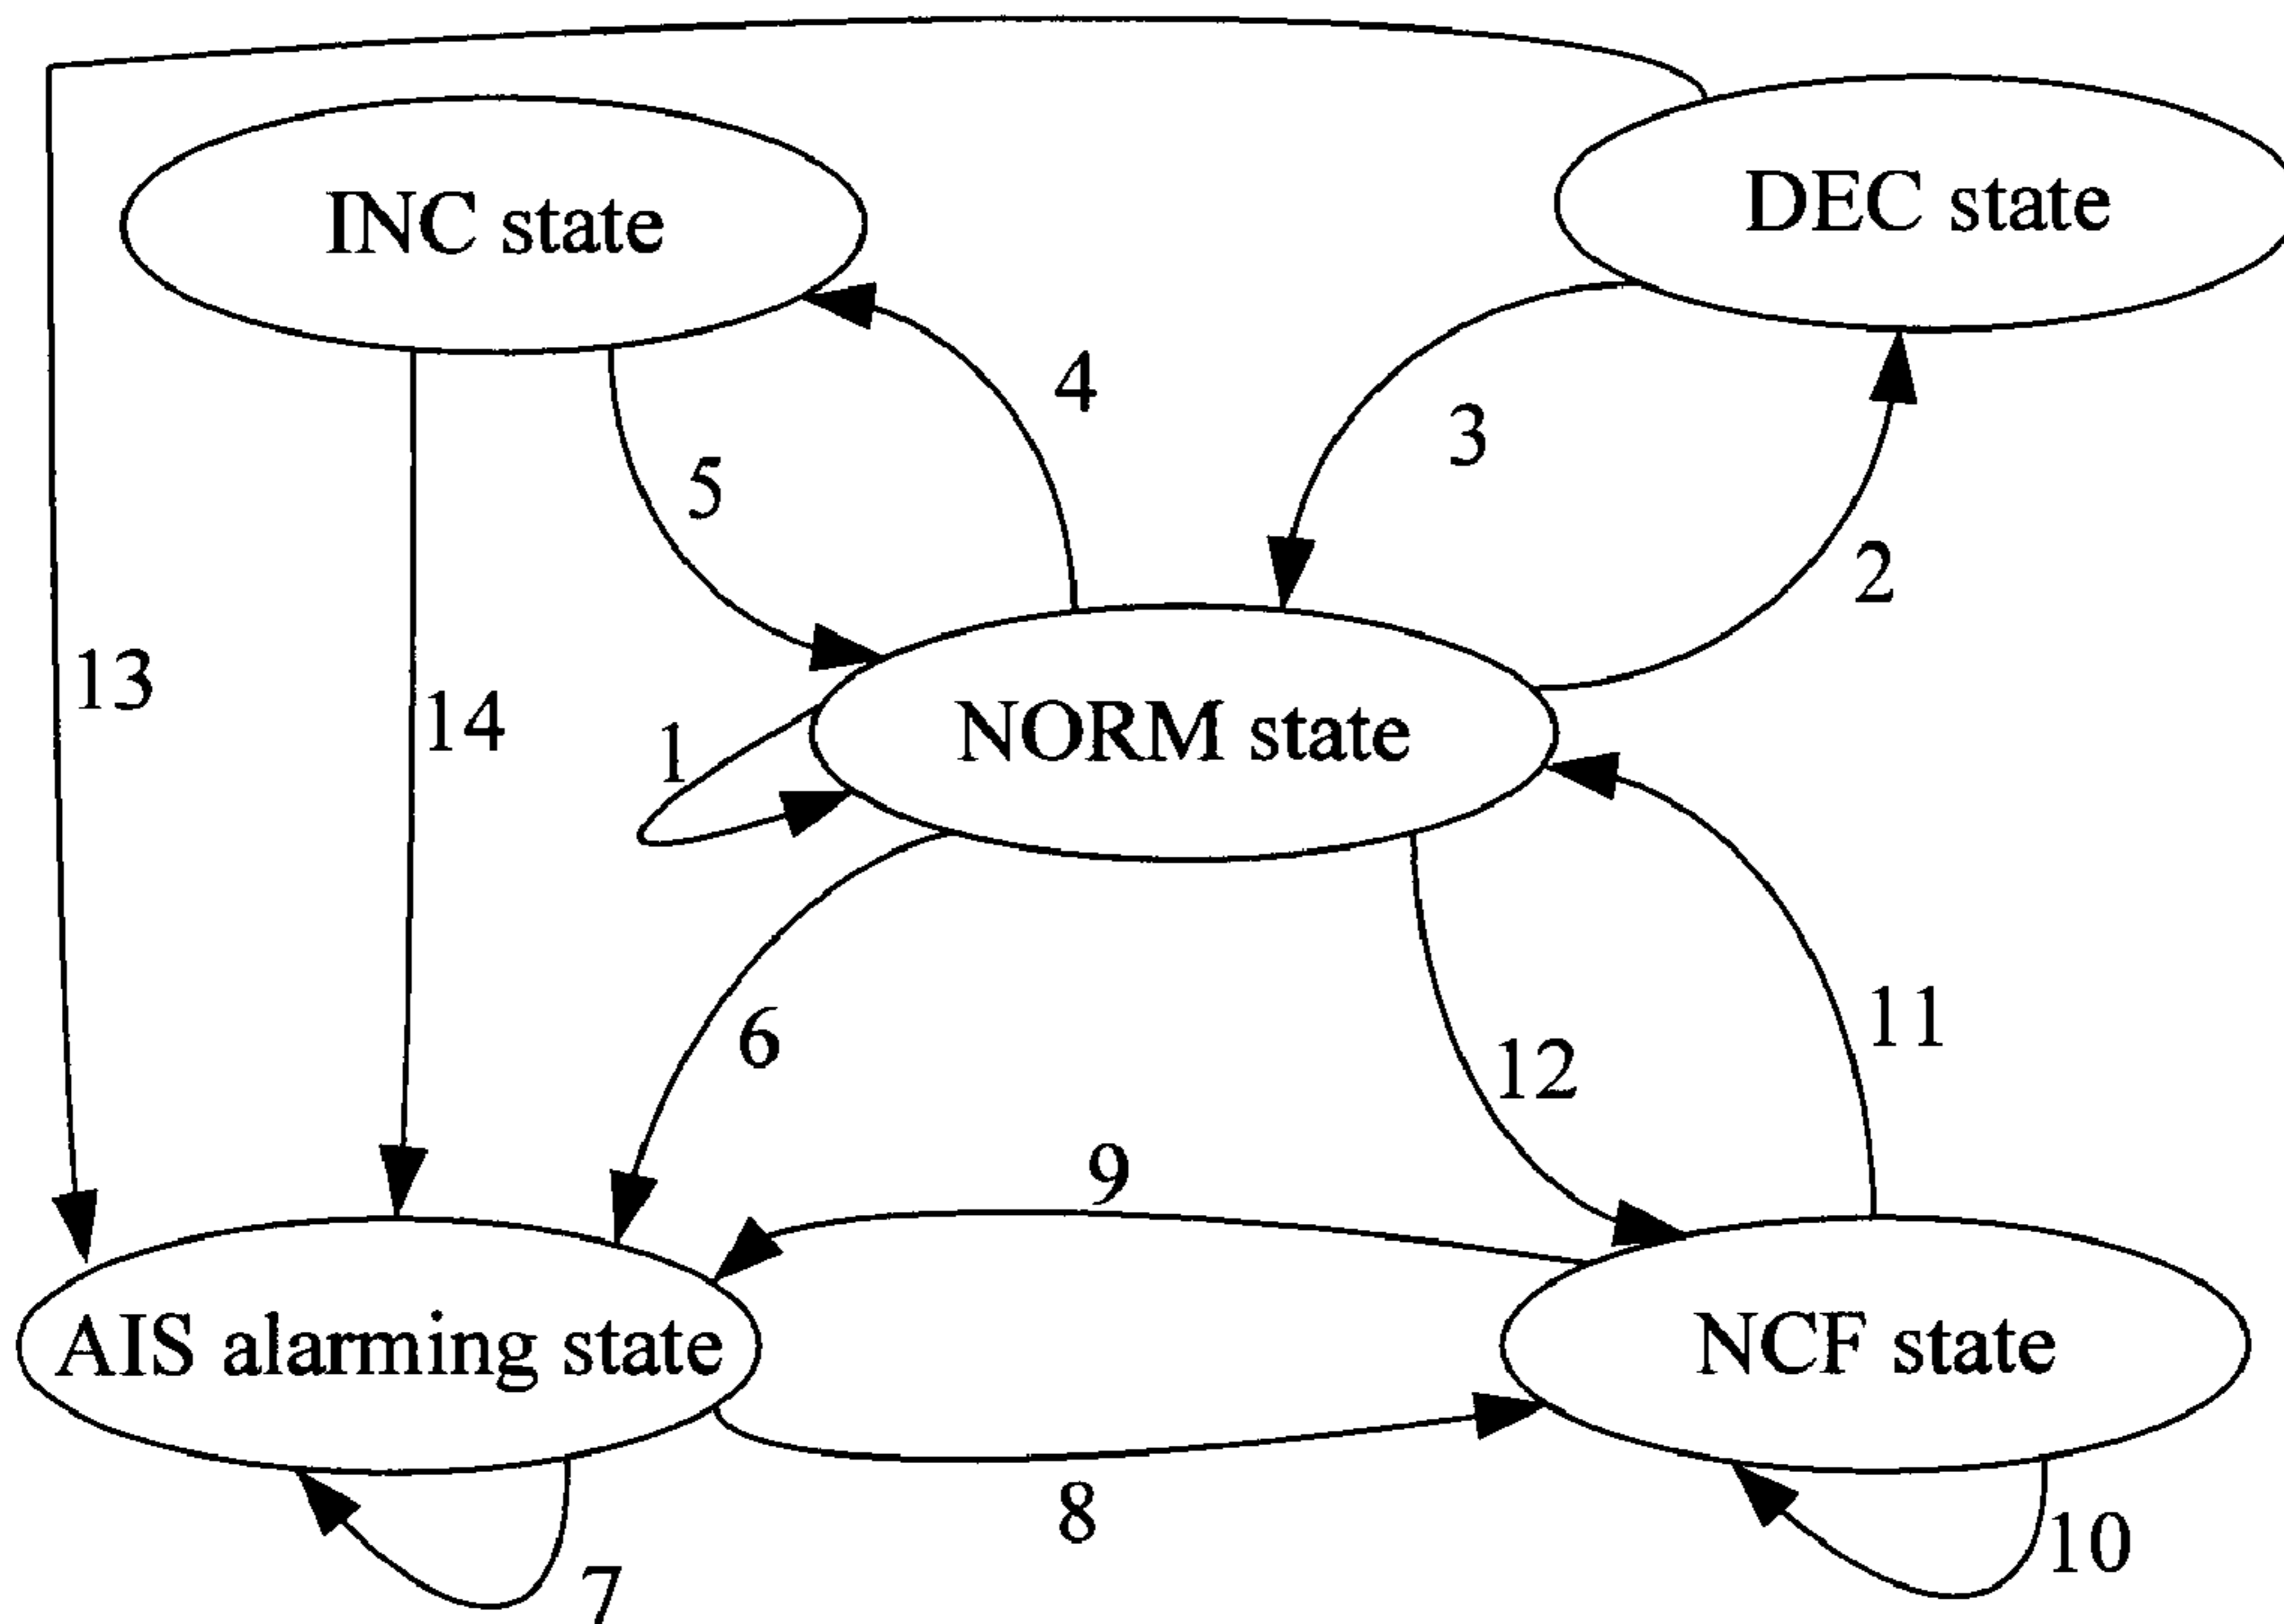 INC state
DEC state
4
3
5
2
13
14
1
NORM state
6
12
11
9
AIS alarming state
NCF state
8
10
7